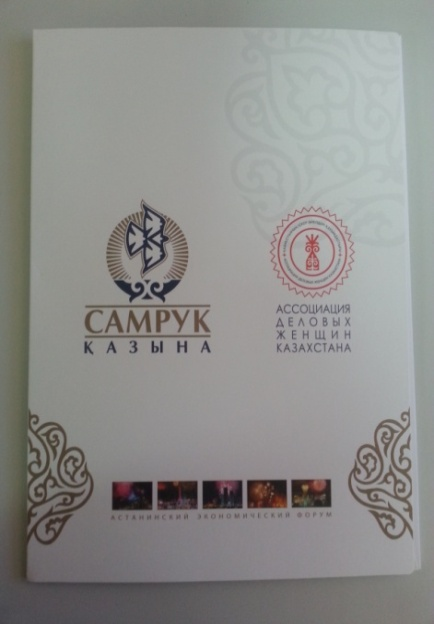 САМРУК
ҚАЗЫНА
АССОЦИАЦИЯ
ДЕЛОВЫХ
ЖЕНЩИН
КАЗАХСТАНА
АСТАНИНСКИЙ ЭКОНОМИЧЕСКИЙ ФОРУМ